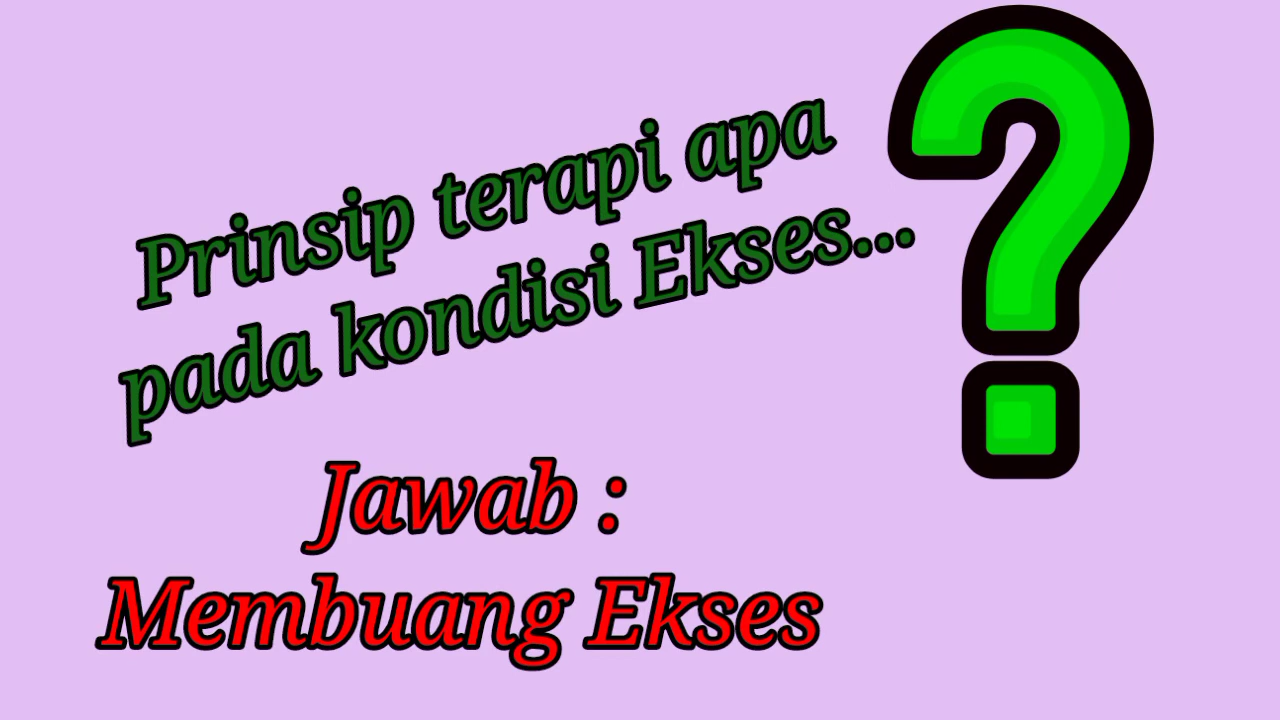 Prinsip terapi apa
pada kondisi Ekses...
?
Jawab :
Membuang Ekses